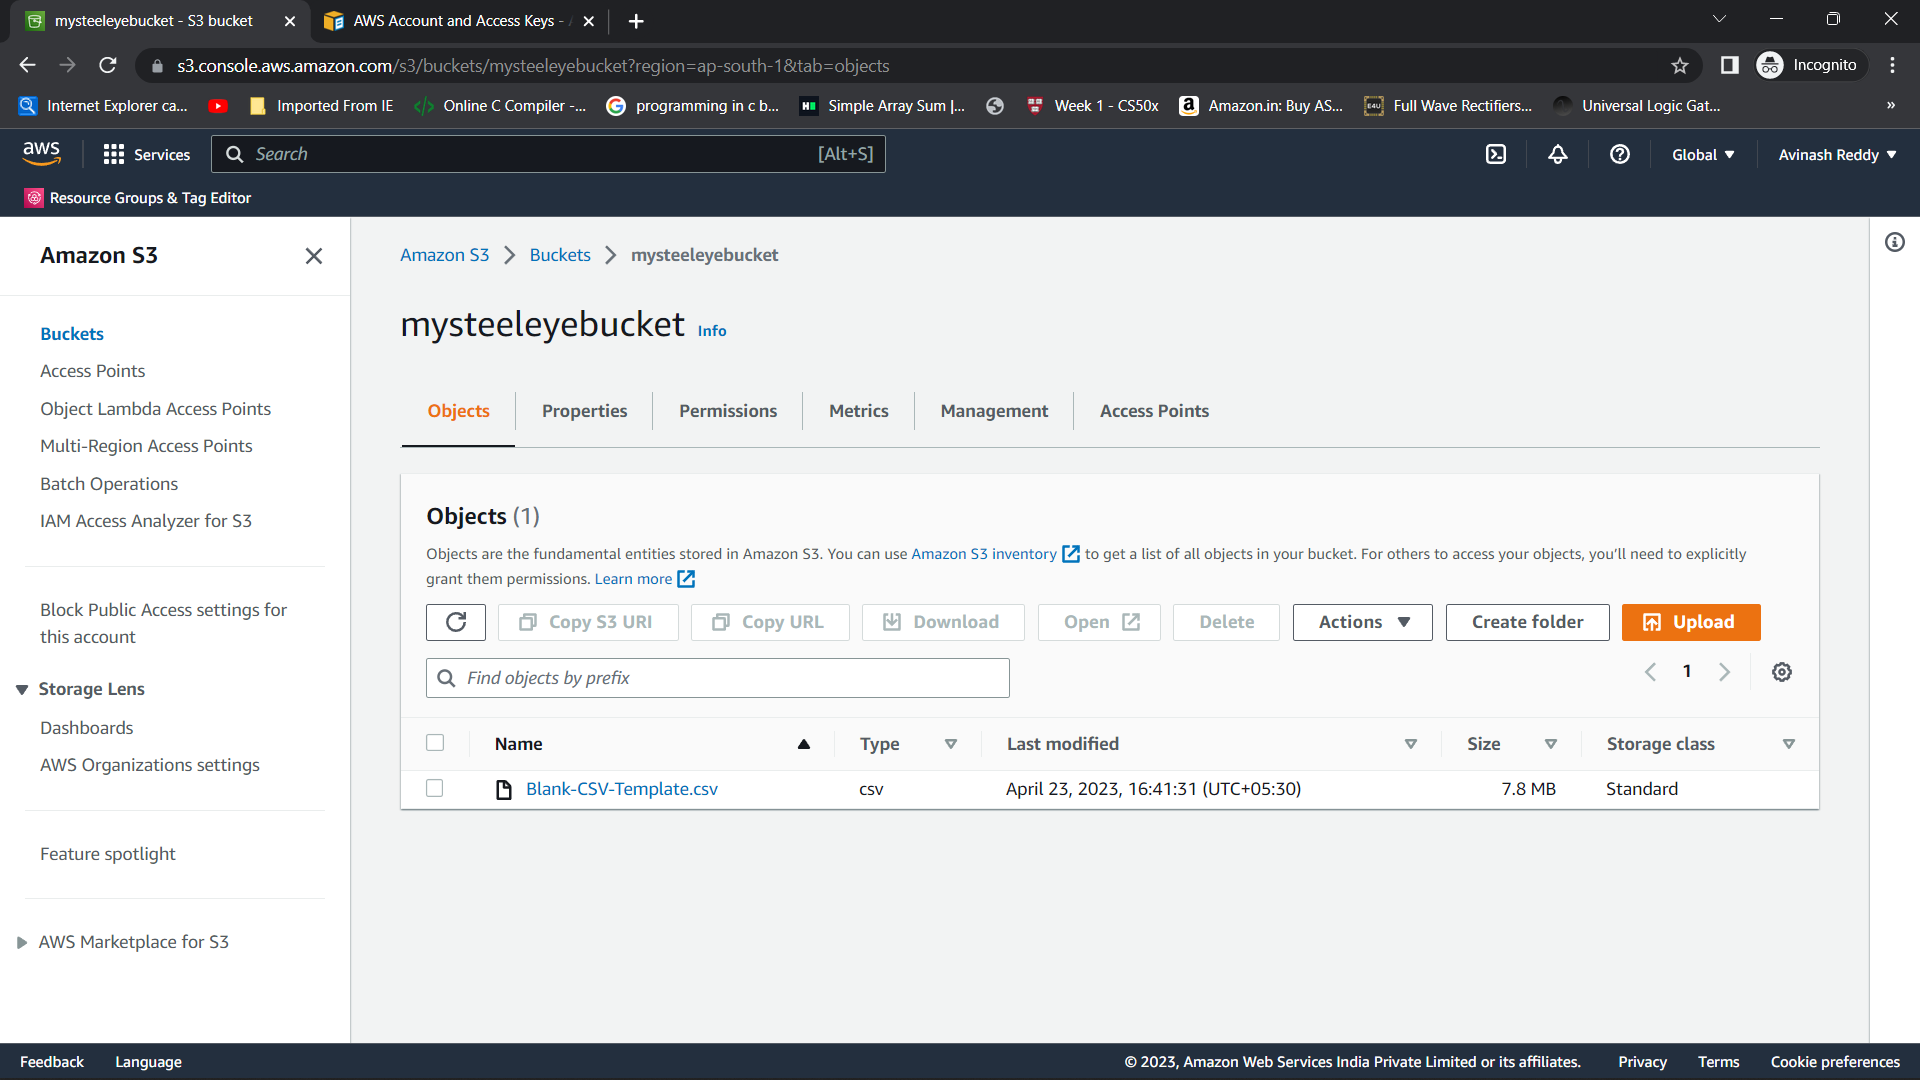 mysteeleyebucket - S3 bucket
AWS Account and Access Keys -
s3.console.aws.amazon.com/s3/buckets/mysteeleyebucket?region=ap-south-1&tab=objects
Incognito
Internet Explorer ca...
Imported From IE
Online C Compiler -...
programming in c b...
Simple Array Sum |...
Week 1 - CS50x
Amazon.in: Buy AS...
Full Wave Rectifiers...
Universal Logic Gat...
»
aws
Services
Search
[Alt+S]
Global
Avinash Reddy
Resource Groups & Tag Editor
Amazon S3
Buckets
Access Points
Object Lambda Access Points
Multi-Region Access Points
Batch Operations
IAM Access Analyzer for S3
Block Public Access settings for
this account
Storage Lens
Dashboards
AWS Organizations settings
Feature spotlight
AWS Marketplace for S3
Amazon S3 > Buckets > mysteeleyebucket
mysteeleyebucket Info
Objects
Properties
Permissions
Metrics
Management
Access Points
Objects (1)
Objects are the fundamental entities stored in Amazon S3. You can use Amazon S3 inventory to get a list of all objects in your bucket. For others to access your objects, you'll need to explicitly
grant them permissions. Learn more
Copy S3 URI
Copy URL
Download
Open
Delete
Actions
Create folder
Upload
Find objects by prefix
1
Name
Type
Last modified
Size
Storage class
Blank-CSV-Template.csv
csv
April 23, 2023, 16:41:31 (UTC+05:30)
7.8 MB
Standard
Feedback
Language
© 2023, Amazon Web Services India Private Limited or its affiliates.
Privacy
Terms
Cookie preferences